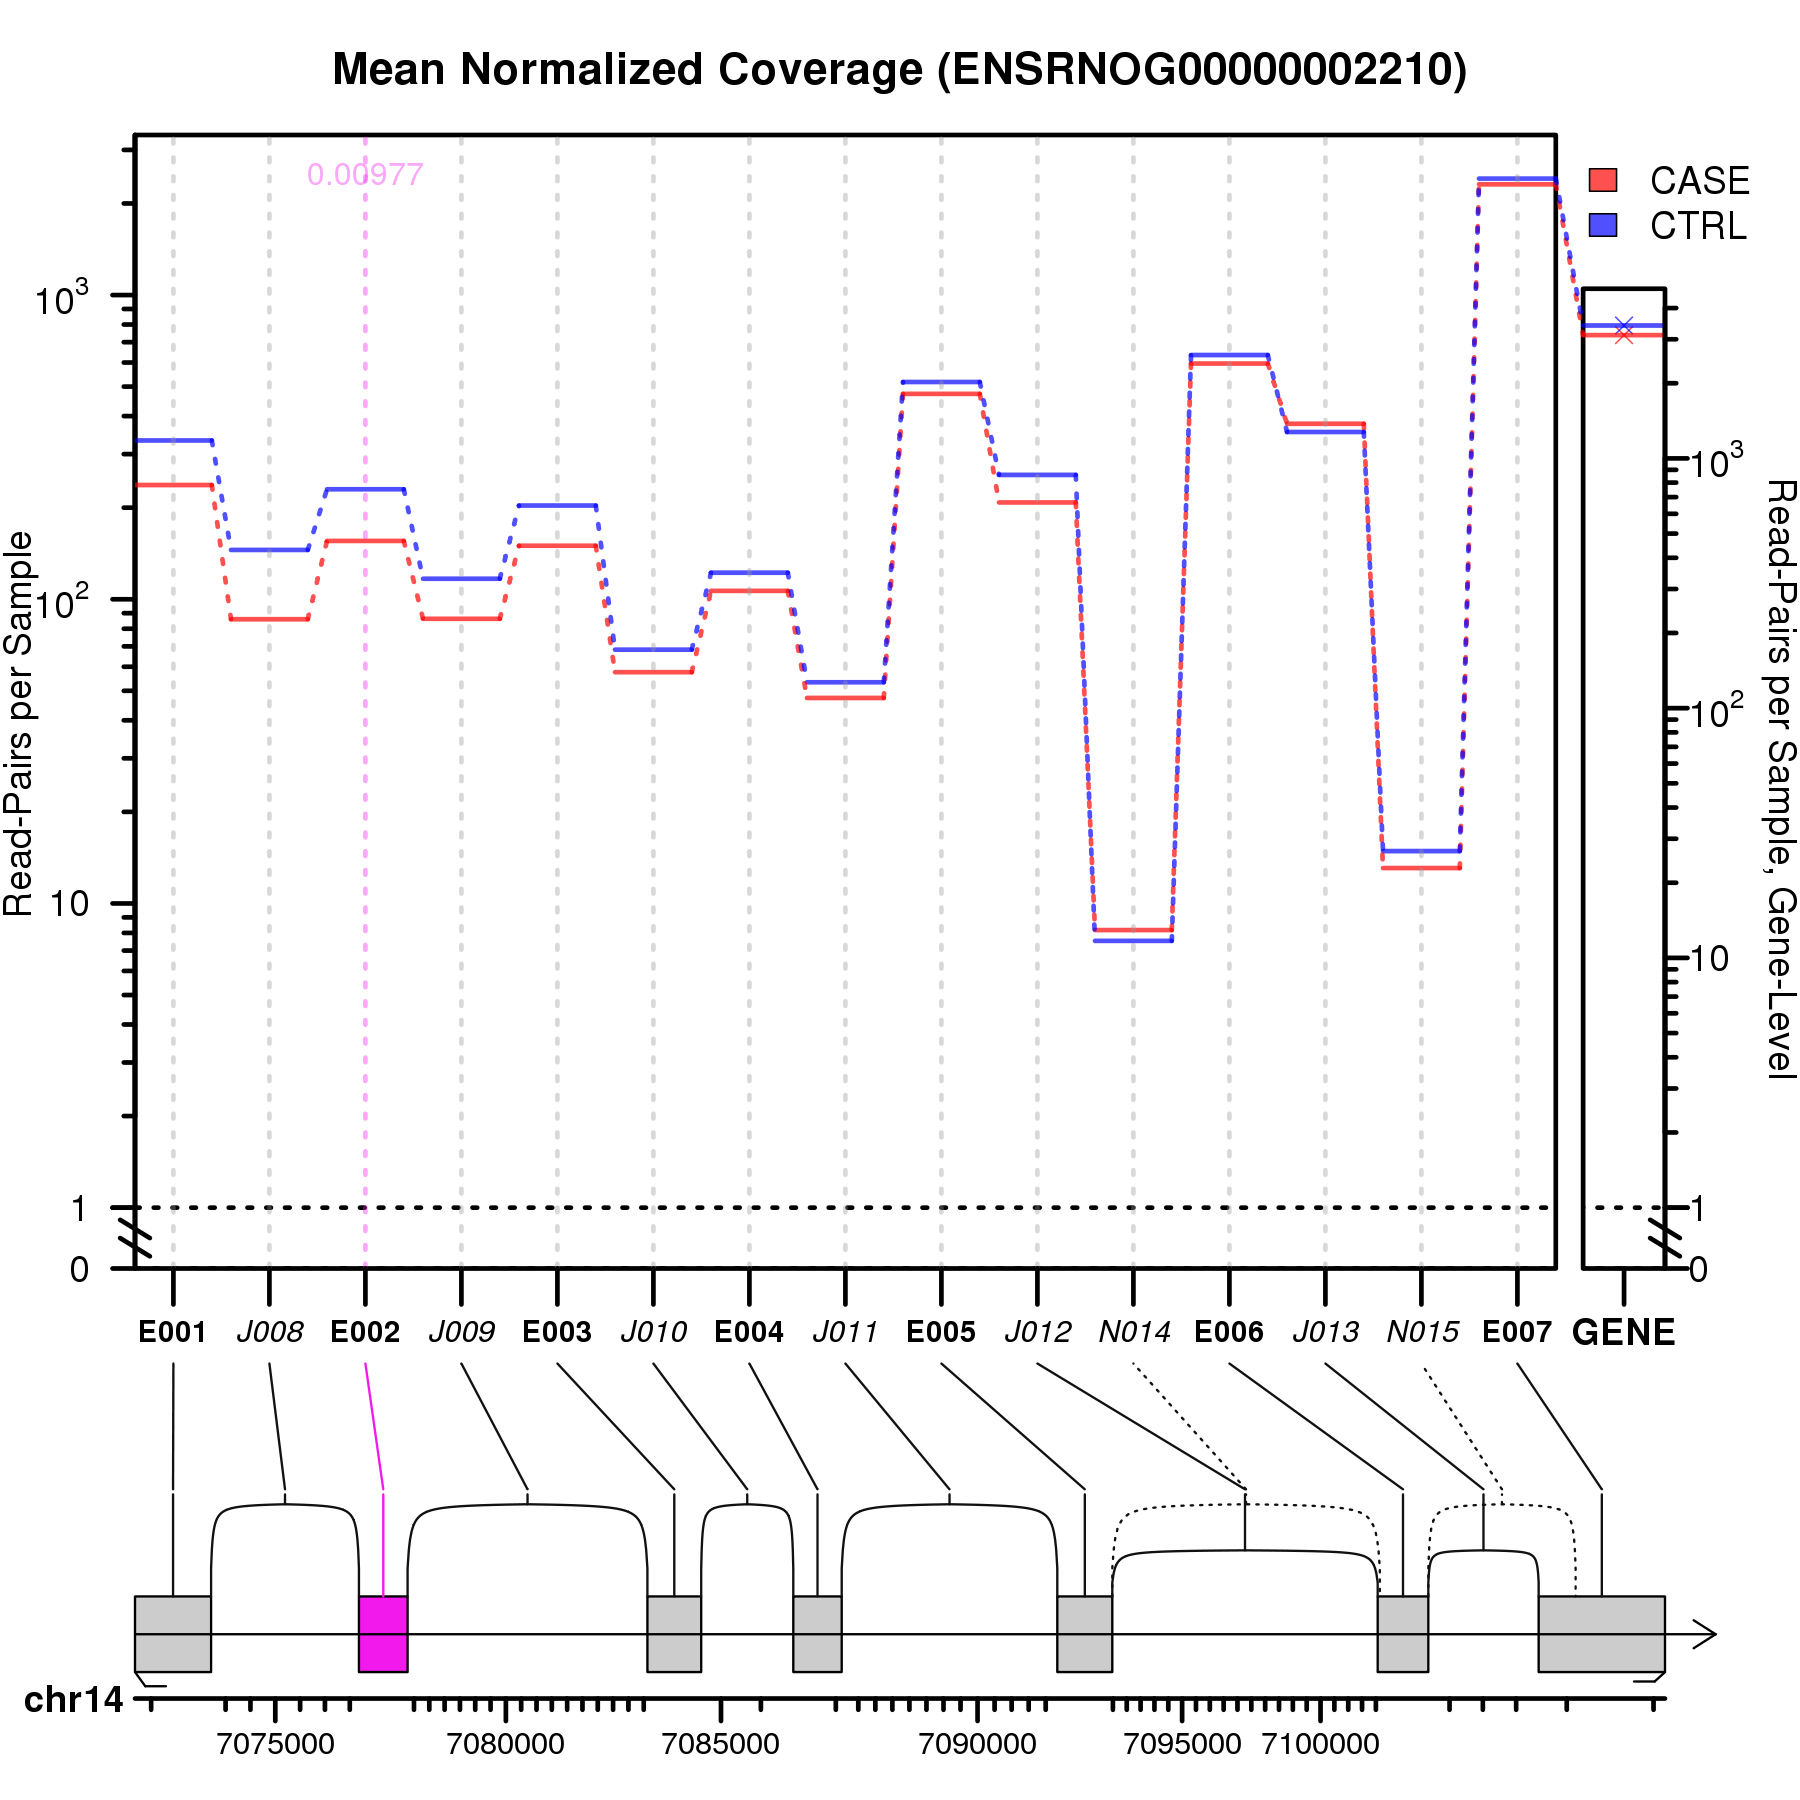 Mean Normalized Coverage (ENSRNOG00000002210)
0.00977
CASE
CTRL
Read-Pairs per Sample
10³
10²
10
1
0
10³
10²
10
1
0
Read-Pairs per Sample, Gene-Level
E001 J008 E002 J009 E003 J010 E004 J011 E005 J012 N014 E006 J013 N015 E007 GENE
chr14
7075000 7080000 7085000 7090000 7095000 7100000